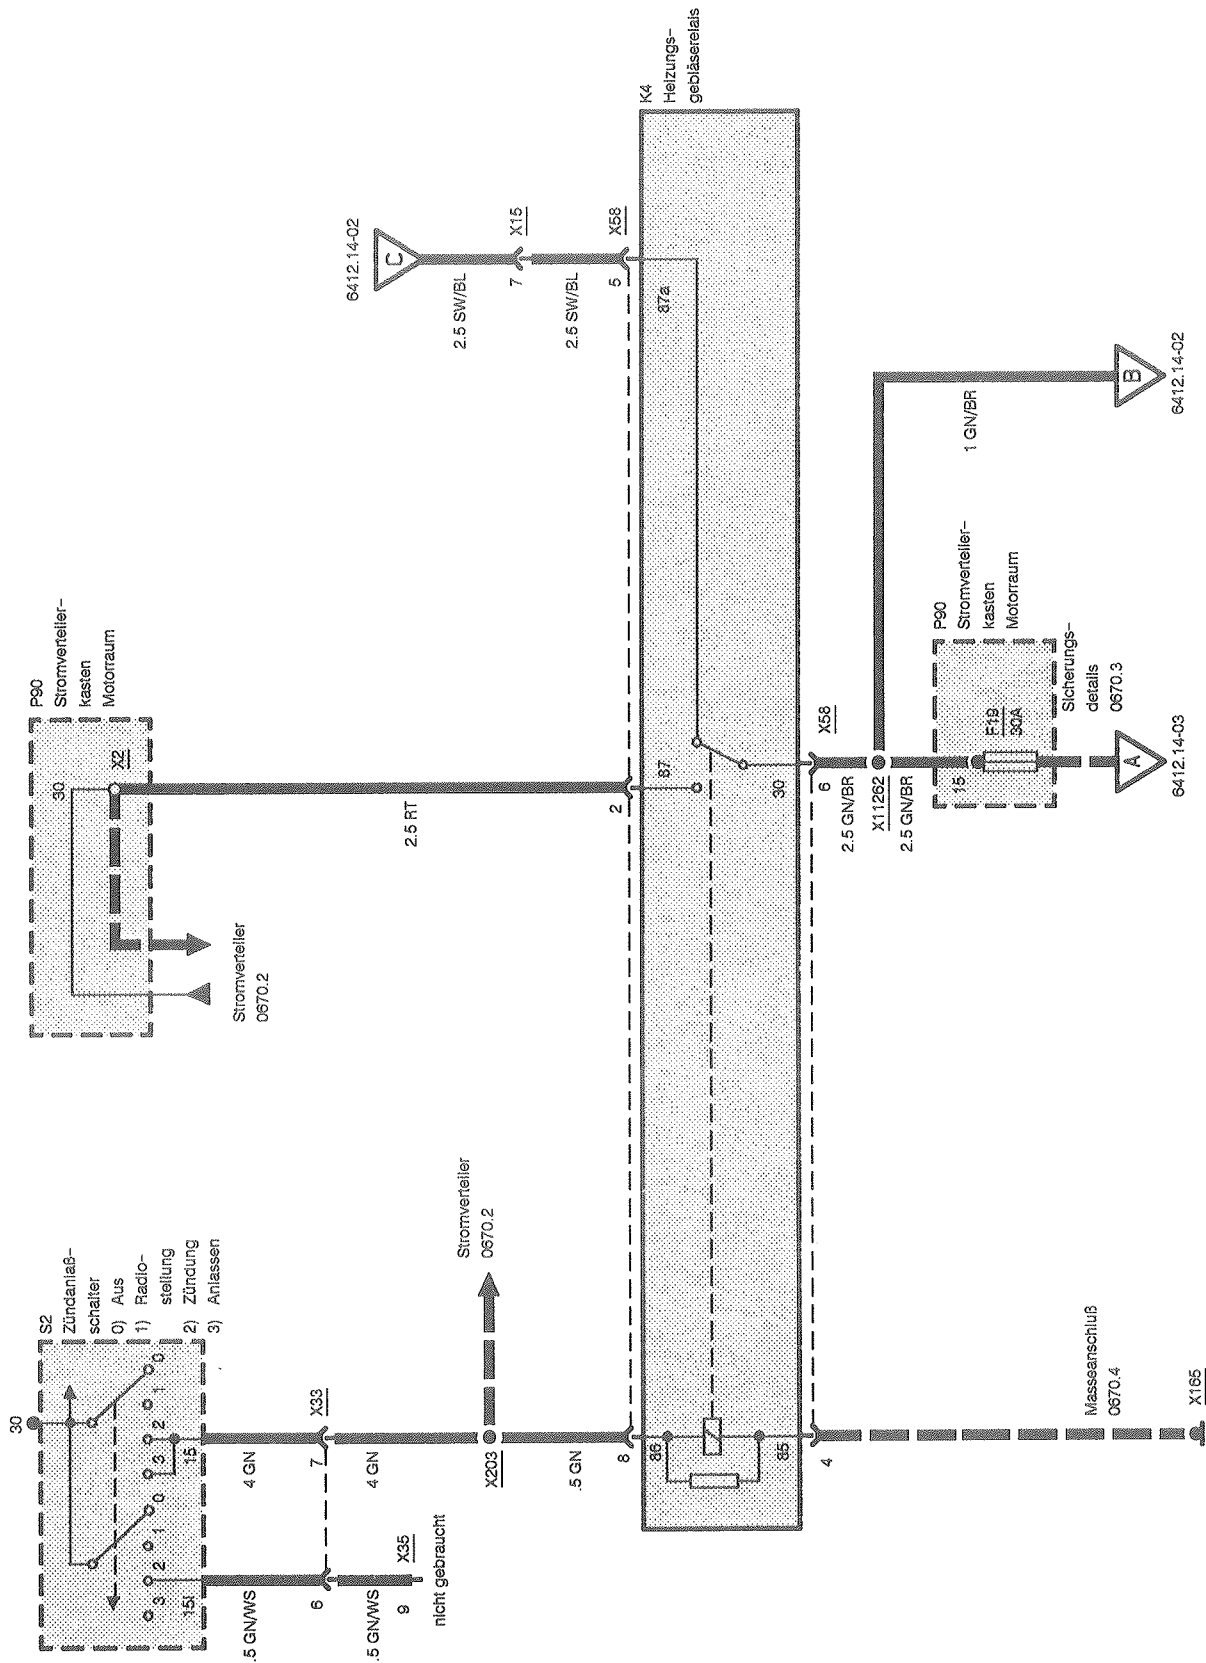 30
S2
Zündanlaß–
schalter
0) Aus
1) Radio–
stellung
2) Zündung
3) Anlassen
3
2
1
0
3
2
1
0
15I
15
.5 GN/WS
4 GN
6
7
X33
.5 GN/WS
4 GN
9
X35
nicht gebraucht
X203
Stromverteiler
0670.2
.5 GN
8
P90
Stromverteiler–
kasten
Motorraum
30
X2
Stromverteiler
0670.2
2.5 RT
2
6412.14-02
C
2.5 SW/BL
7
X15
2.5 SW/BL
5
X58
K4
Heizungs–
gebläserelais
86
85
87
87a
30
4
Masseanschluß
0670.4
X165
6
X58
2.5 GN/BR
X11262
2.5 GN/BR
1 GN/BR
B
6412.14-02
15
F19
30A
P90
Stromverteiler–
kasten
Motorraum
Sicherungs–
details
0670.3
A
6412.14-03